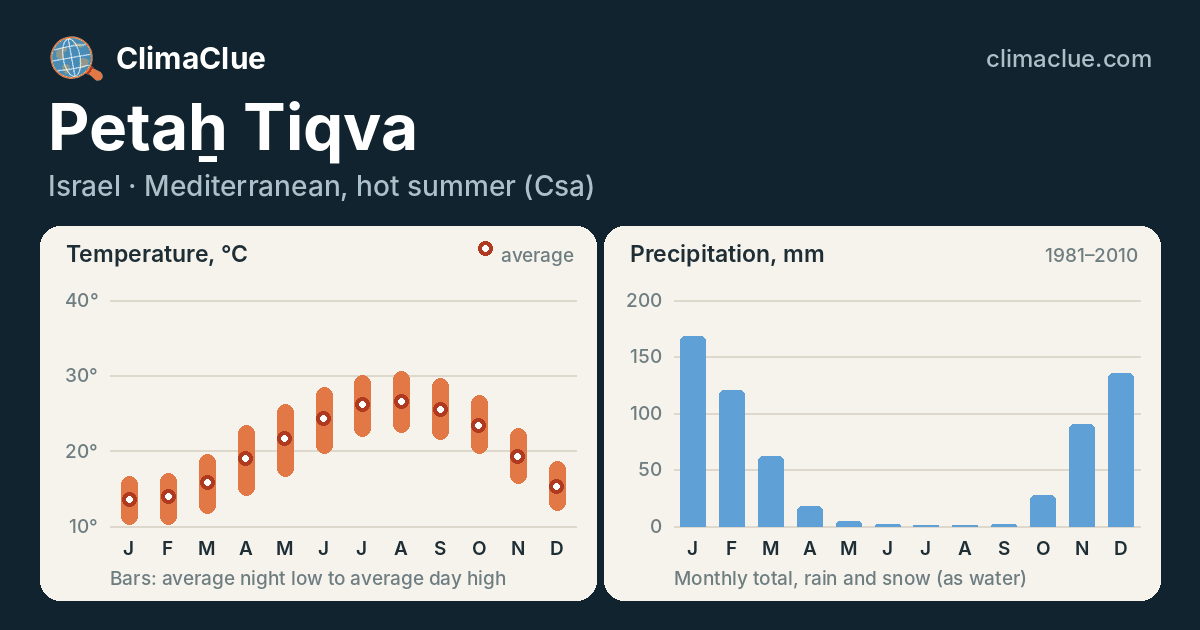 ClimaClue
climaclue.com
Petaẖ Tiqva
Israel · Mediterranean, hot summer (Csa)
Temperature, °C
average
40°
30°
20°
10°
J F M A M J J A S O N D
Bars: average night low to average day high
Precipitation, mm
1981–2010
200
150
100
50
0
J F M A M J J A S O N D
Monthly total, rain and snow (as water)